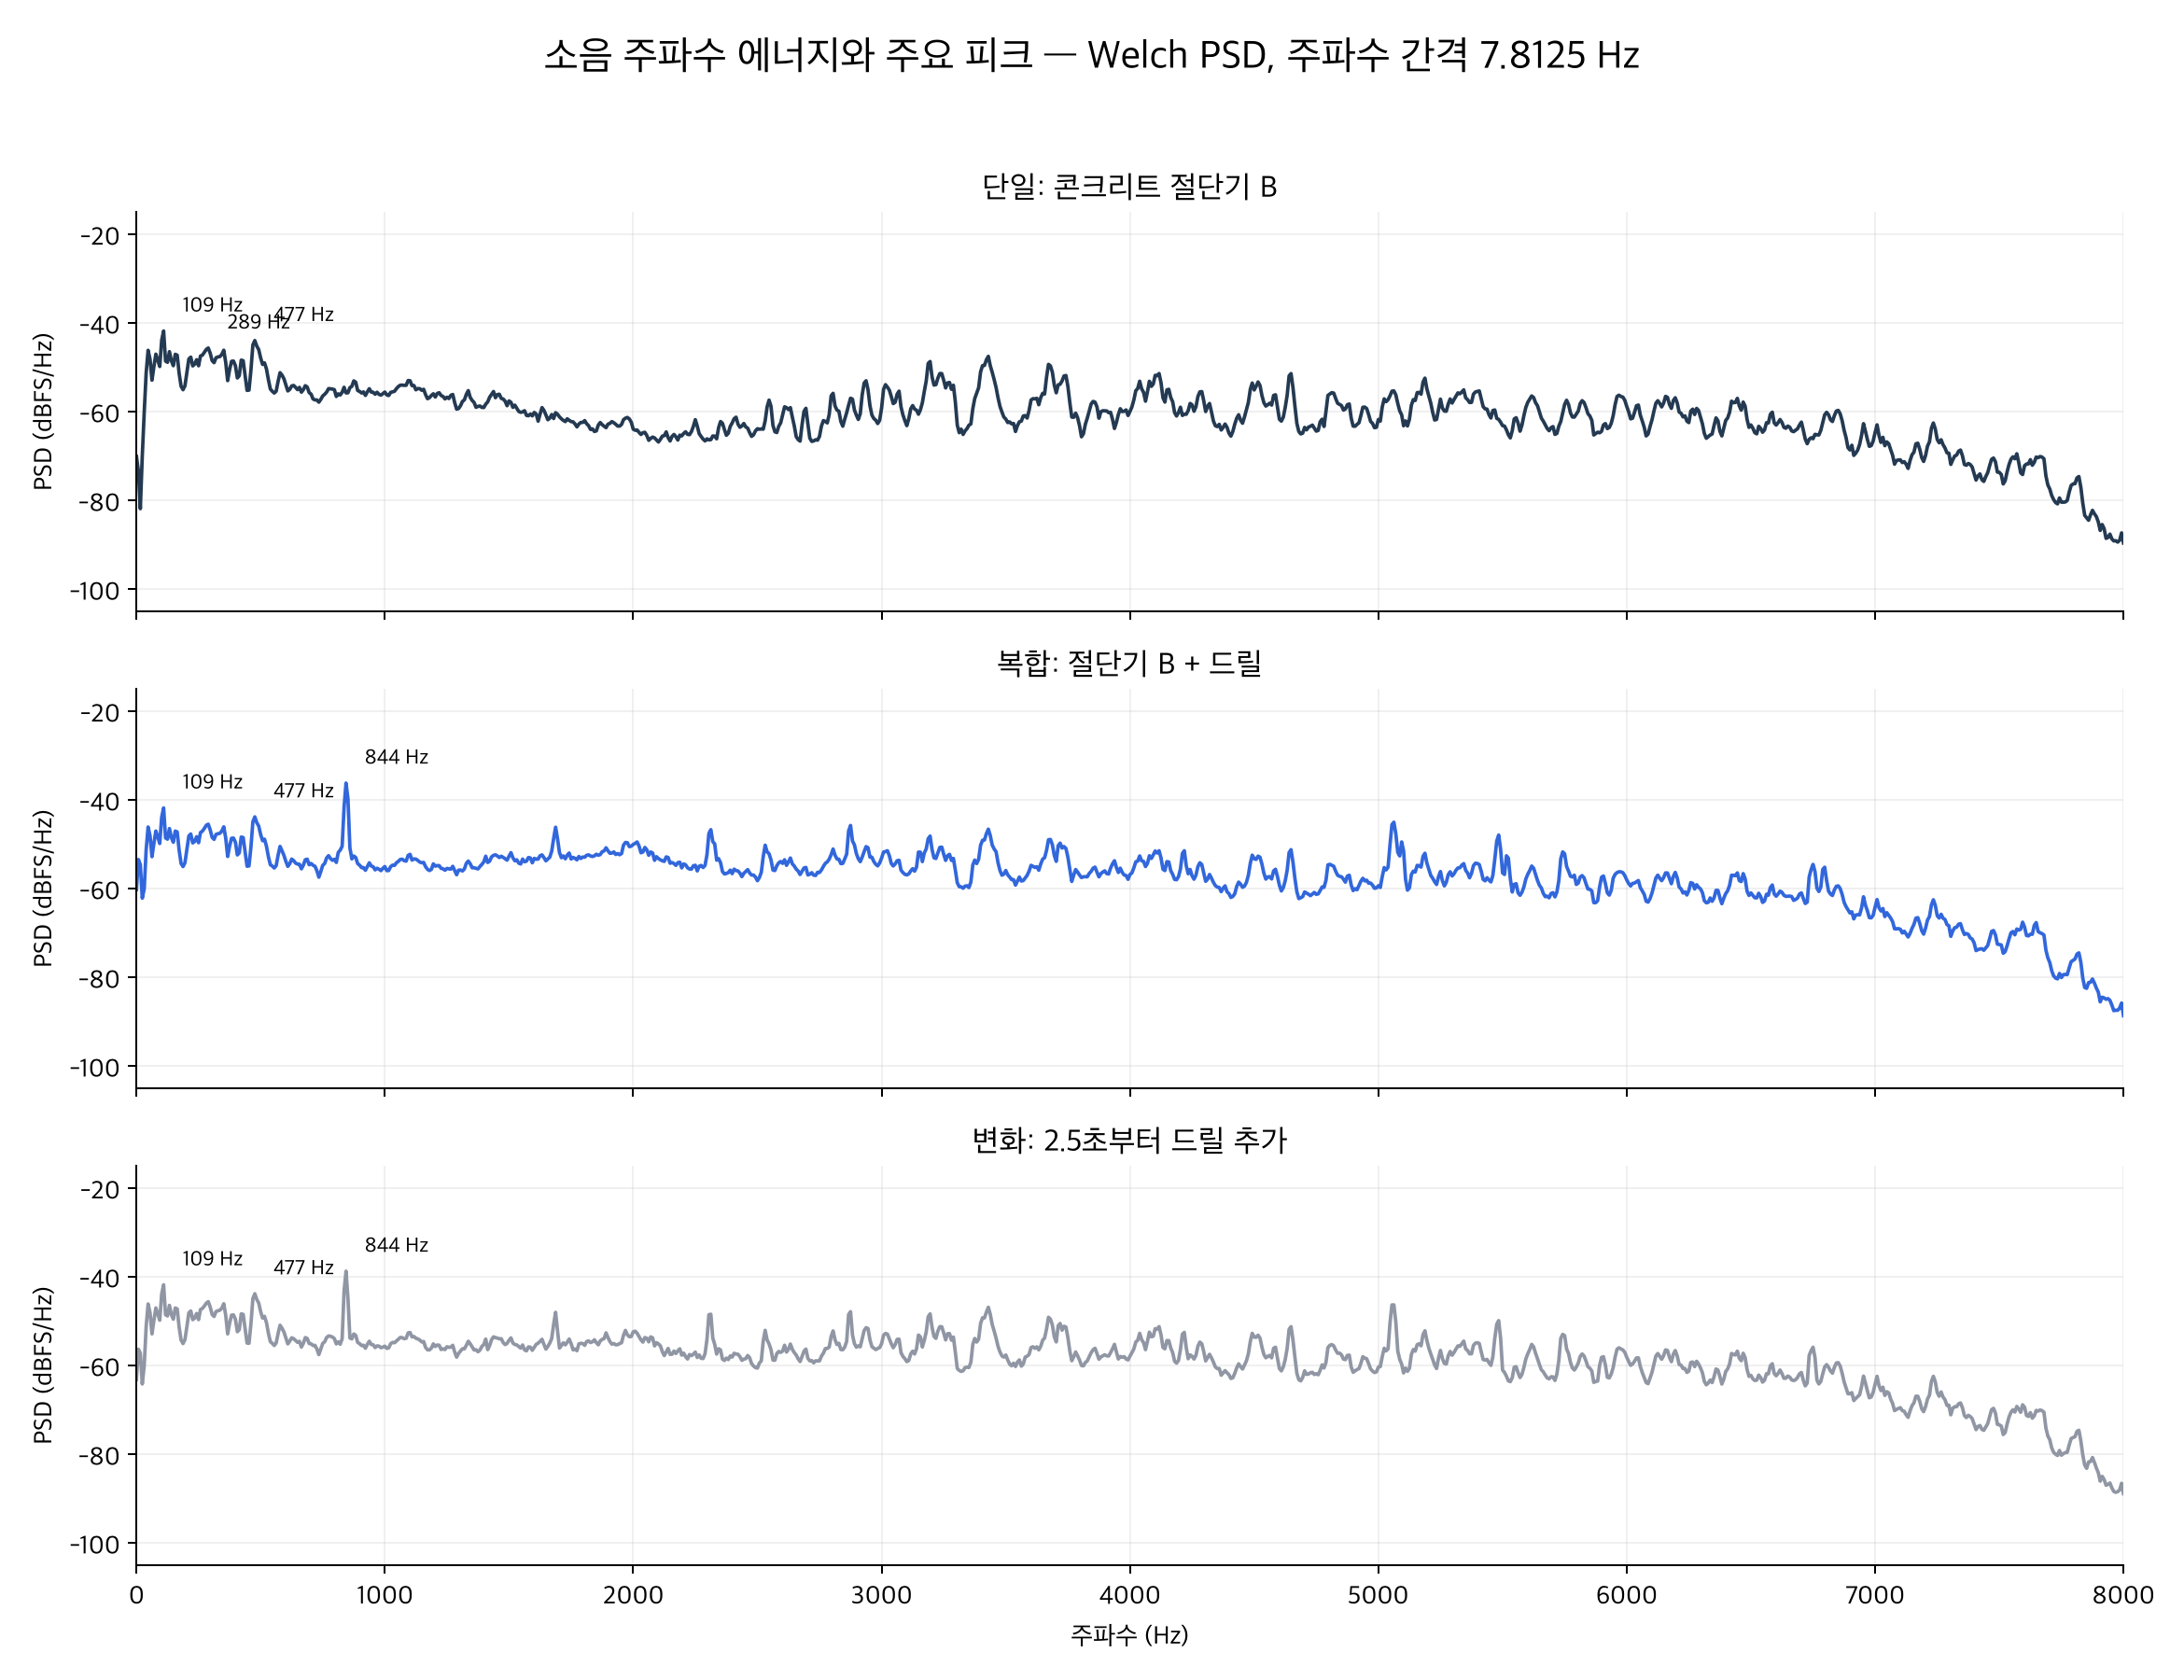 소음 주파수 에너지와 주요 피크 — Welch PSD, 주파수 간격 7.8125 Hz
단일: 콘크리트 절단기 B
PSD (dBFS/Hz)
-20
-40
-60
-80
-100
109 Hz
289 Hz
477 Hz
복합: 절단기 B + 드릴
PSD (dBFS/Hz)
-20
-40
-60
-80
-100
109 Hz
477 Hz
844 Hz
변화: 2.5초부터 드릴 추가
PSD (dBFS/Hz)
-20
-40
-60
-80
-100
109 Hz
477 Hz
844 Hz
0 1000 2000 3000 4000 5000 6000 7000 8000
주파수 (Hz)